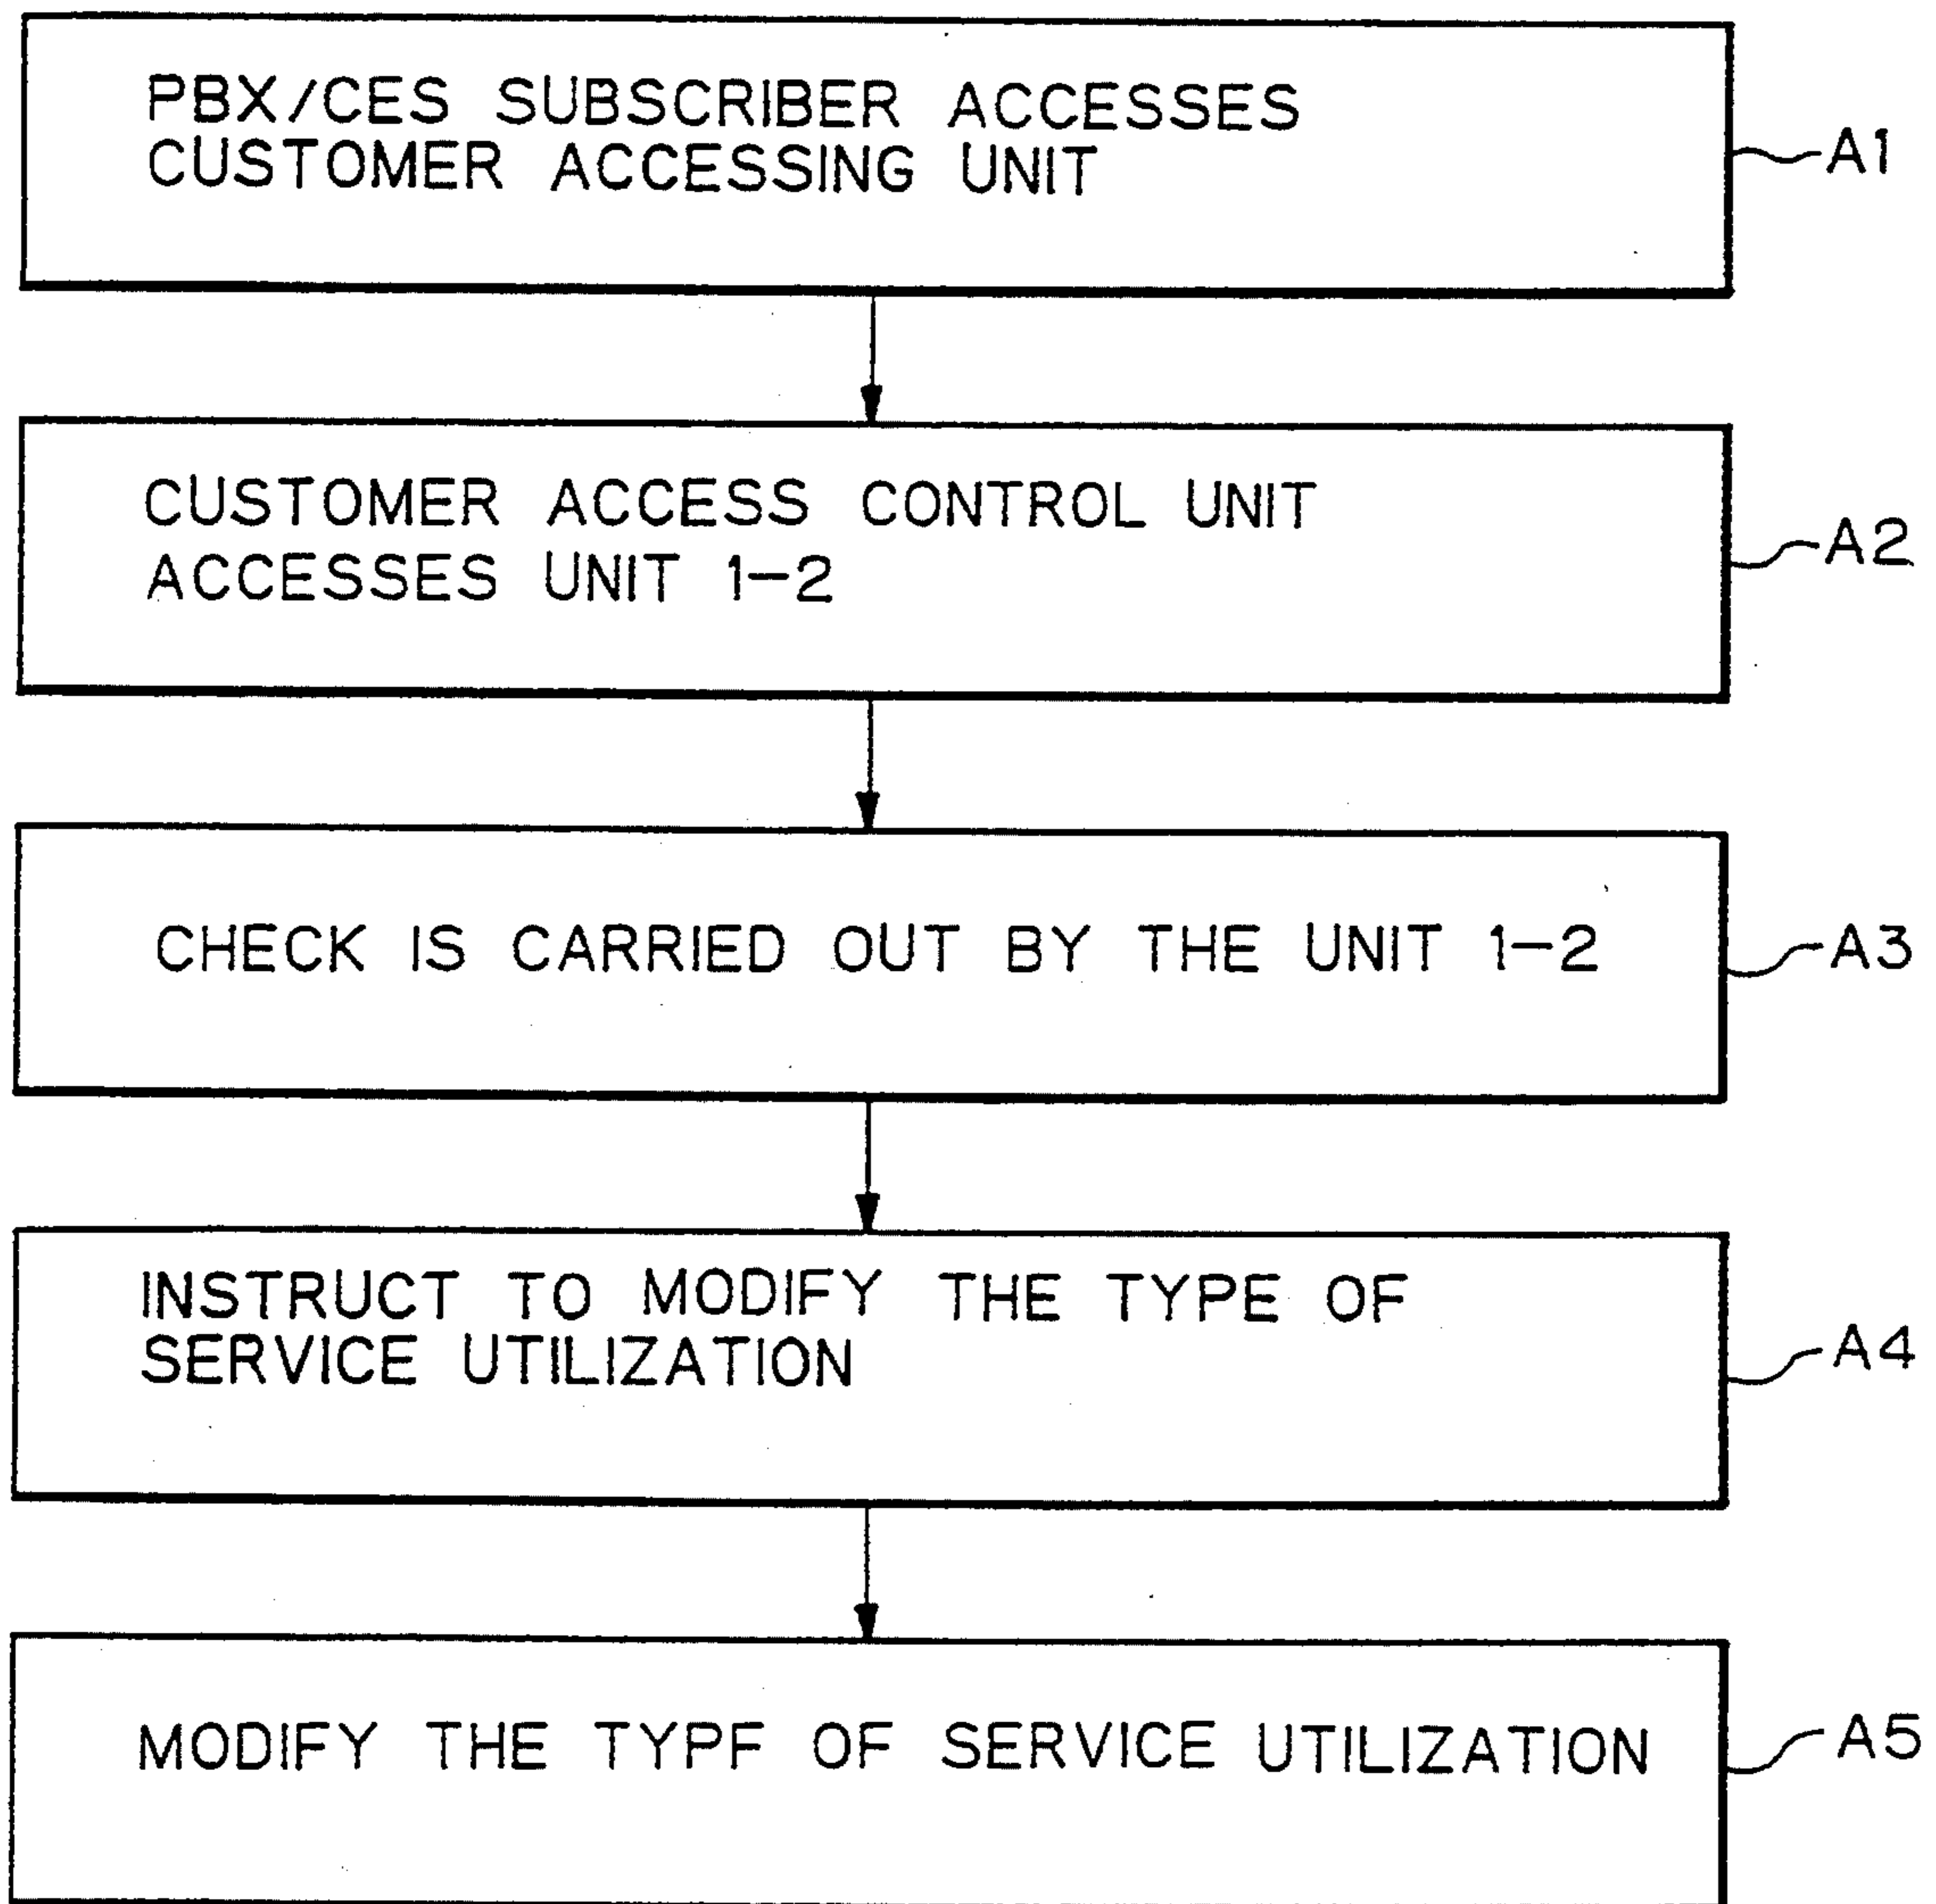 PBX/CES SUBSCRIBER ACCESSES
CUSTOMER ACCESSING UNIT
A1
CUSTOMER ACCESS CONTROL UNIT
ACCESSES UNIT 1-2
A2
CHECK IS CARRIED OUT BY THE UNIT 1-2
A3
INSTRUCT TO MODIFY THE TYPE OF
SERVICE UTILIZATION
A4
MODIFY THE TYPF OF SERVICE UTILIZATION
A5